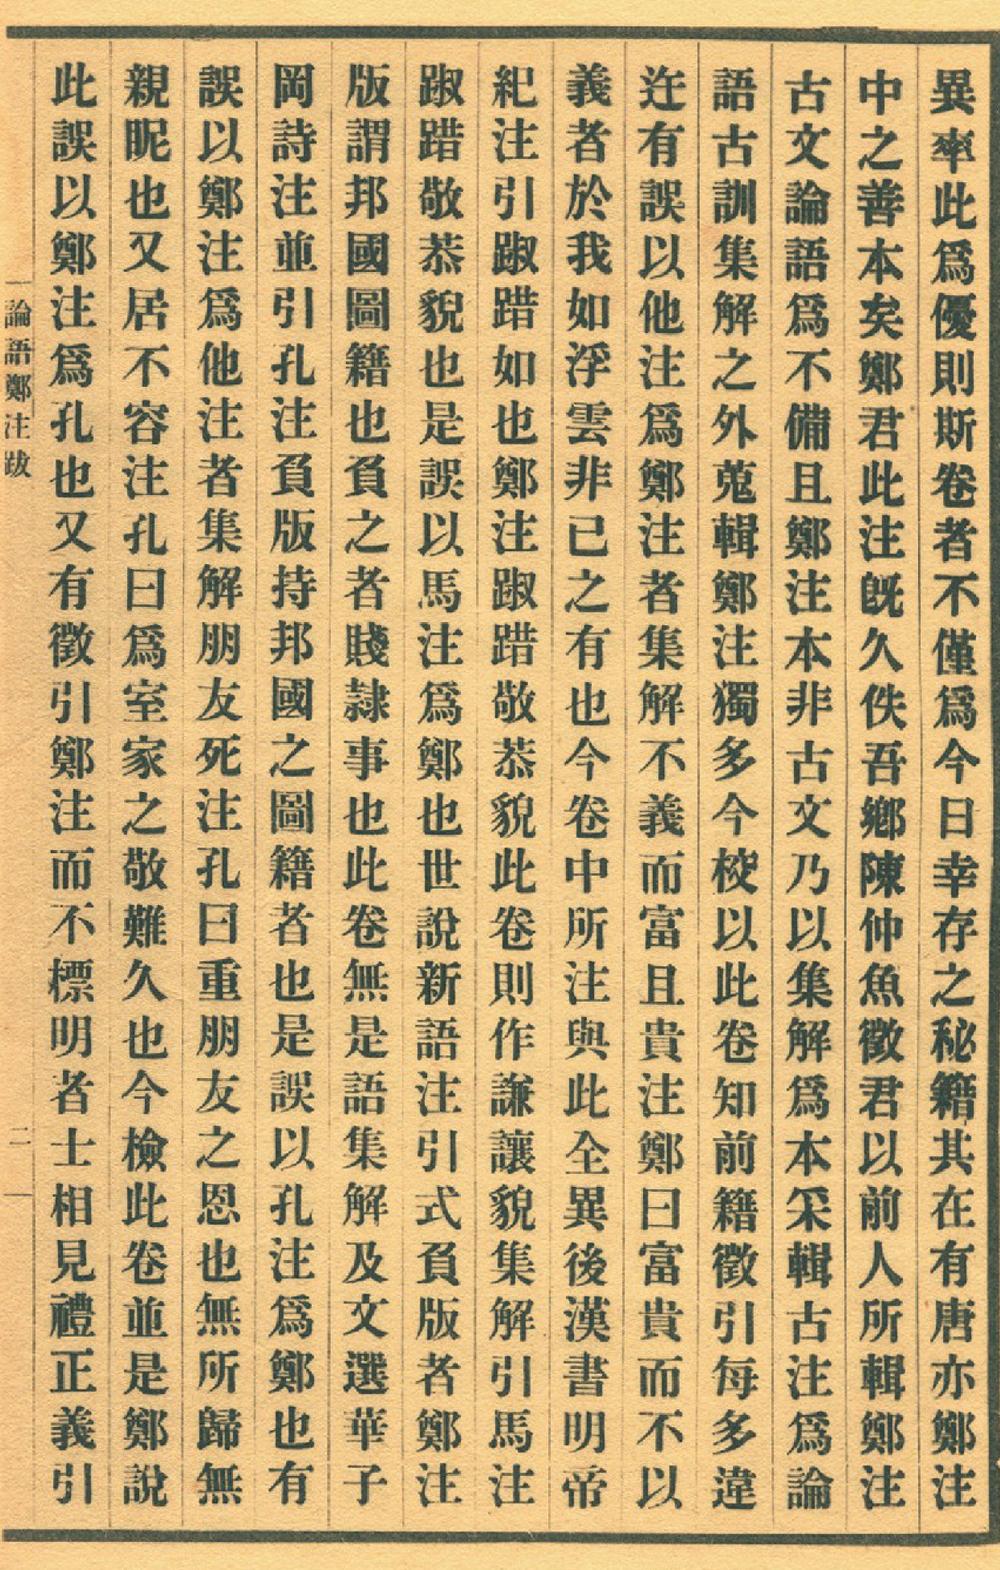 異率此爲優則斯卷者不僅爲今日幸存之秘籍其在有唐亦鄭注
中之善本矣鄭君此注旣久佚吾鄉陳仲魚徵君以前人所輯鄭注
古文論語爲不備且鄭注本非古文乃以集解爲本采輯古注爲論
語古訓集解之外蒐輯鄭注獨多今校以此卷知前籍徵引每多違
迕有誤以他注爲鄭注者集解不義而富且貴注鄭曰富貴而不以
義者於我如浮雲非已之有也今卷中所注與此全異後漢書明帝
紀注引踧踖如也鄭注踧踖敬恭貌此卷則作謙讓貌集解引馬注
踧踖敬恭貌也是誤以馬注爲鄭也世說新語注引式負版者鄭注
版謂邦國圖籍也負之者賤隷事也此卷無是語集解及文選華子
岡詩注並引孔注負版持邦國之圖籍者也是誤以孔注爲鄭也有
誤以鄭注爲他注者集解朋友死注孔曰重朋友之恩也無所歸無
親昵也又居不容注孔曰爲室家之敬難久也今檢此卷並是鄭說
此誤以鄭注爲孔也又有徵引鄭注而不標明者士相見禮正義引
論語鄭注跋
二